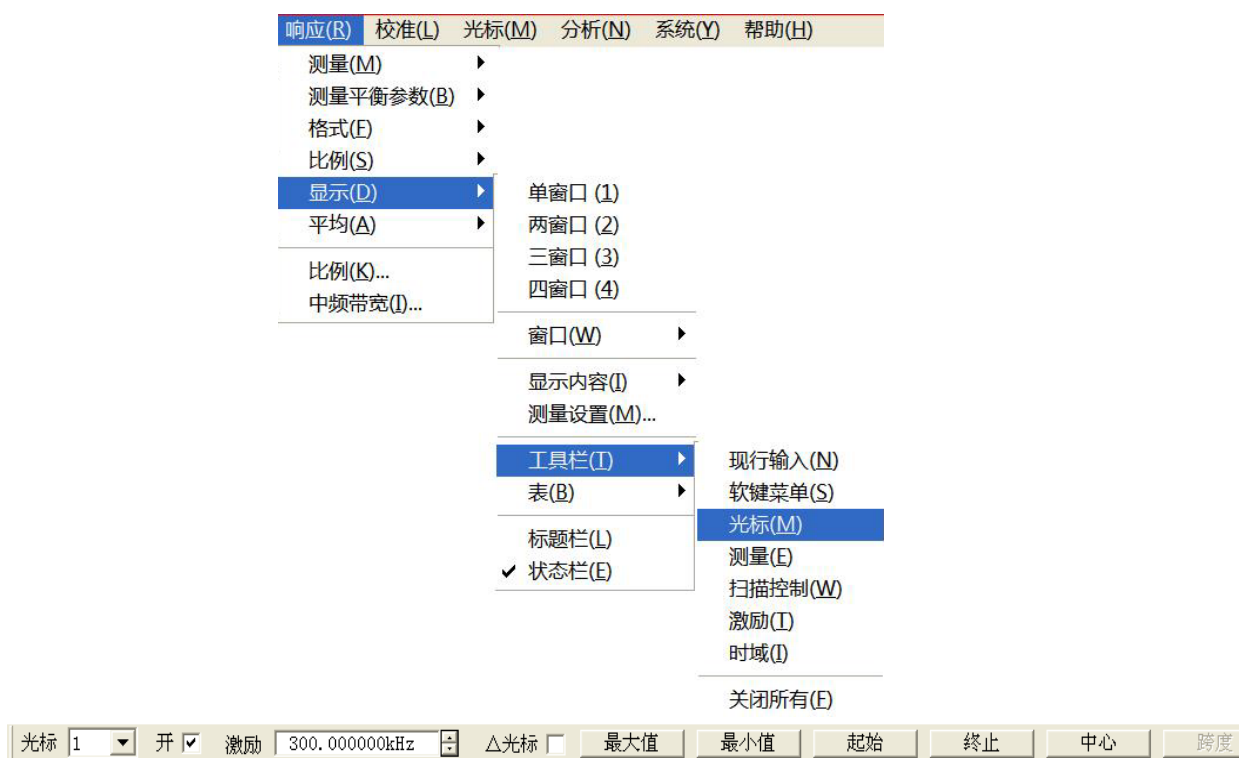 响应(R) 校准(L) 光标(M) 分析(N) 系统(Y) 帮助(H)
测量(M)
测量平衡参数(B)
格式(F)
比例(S)
显示(D)
平均(A)
比例(K)...
中频带宽(I)...
单窗口 (1)
两窗口 (2)
三窗口 (3)
四窗口 (4)
窗口(W)
显示内容(I)
测量设置(M)...
工具栏(T)
表(B)
标题栏(L)
状态栏(E)
现行输入(N)
软键菜单(S)
光标(M)
测量(E)
扫描控制(W)
激励(T)
时域(I)
关闭所有(F)
光标 1 开 激励 300.000000kHz △光标 最大值 最小值 起始 终止 中心 跨度